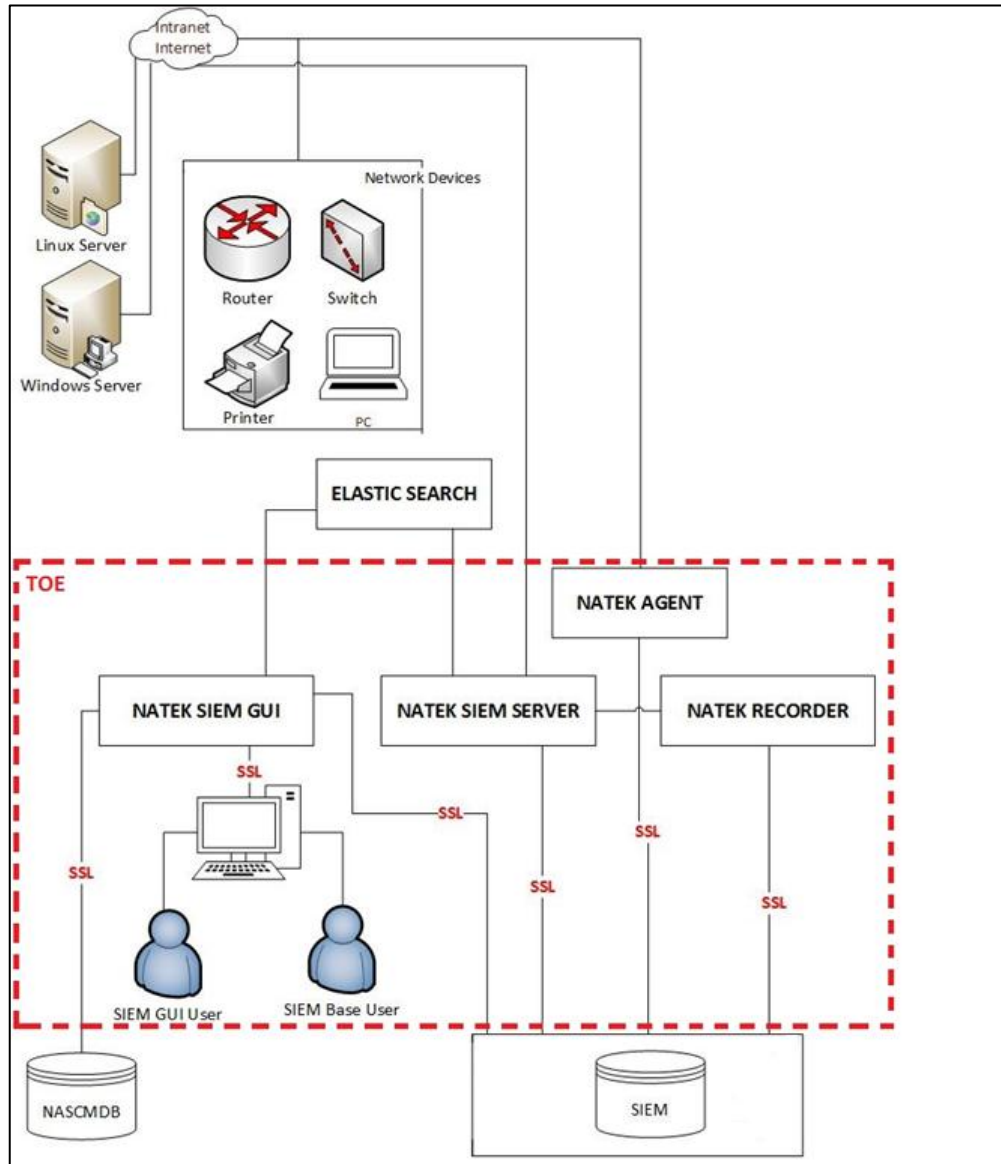 Intranet
Internet
Network Devices
Linux Server
Router
Switch
Windows Server
Printer
PC
ELASTIC SEARCH
TOE
NATEK AGENT
NATEK SIEM GUI
NATEK SIEM SERVER
NATEK RECORDER
SSL
SSL
SSL
SSL
SSL
SSL
SIEM GUI User
SIEM Base User
NASCMDB
SIEM